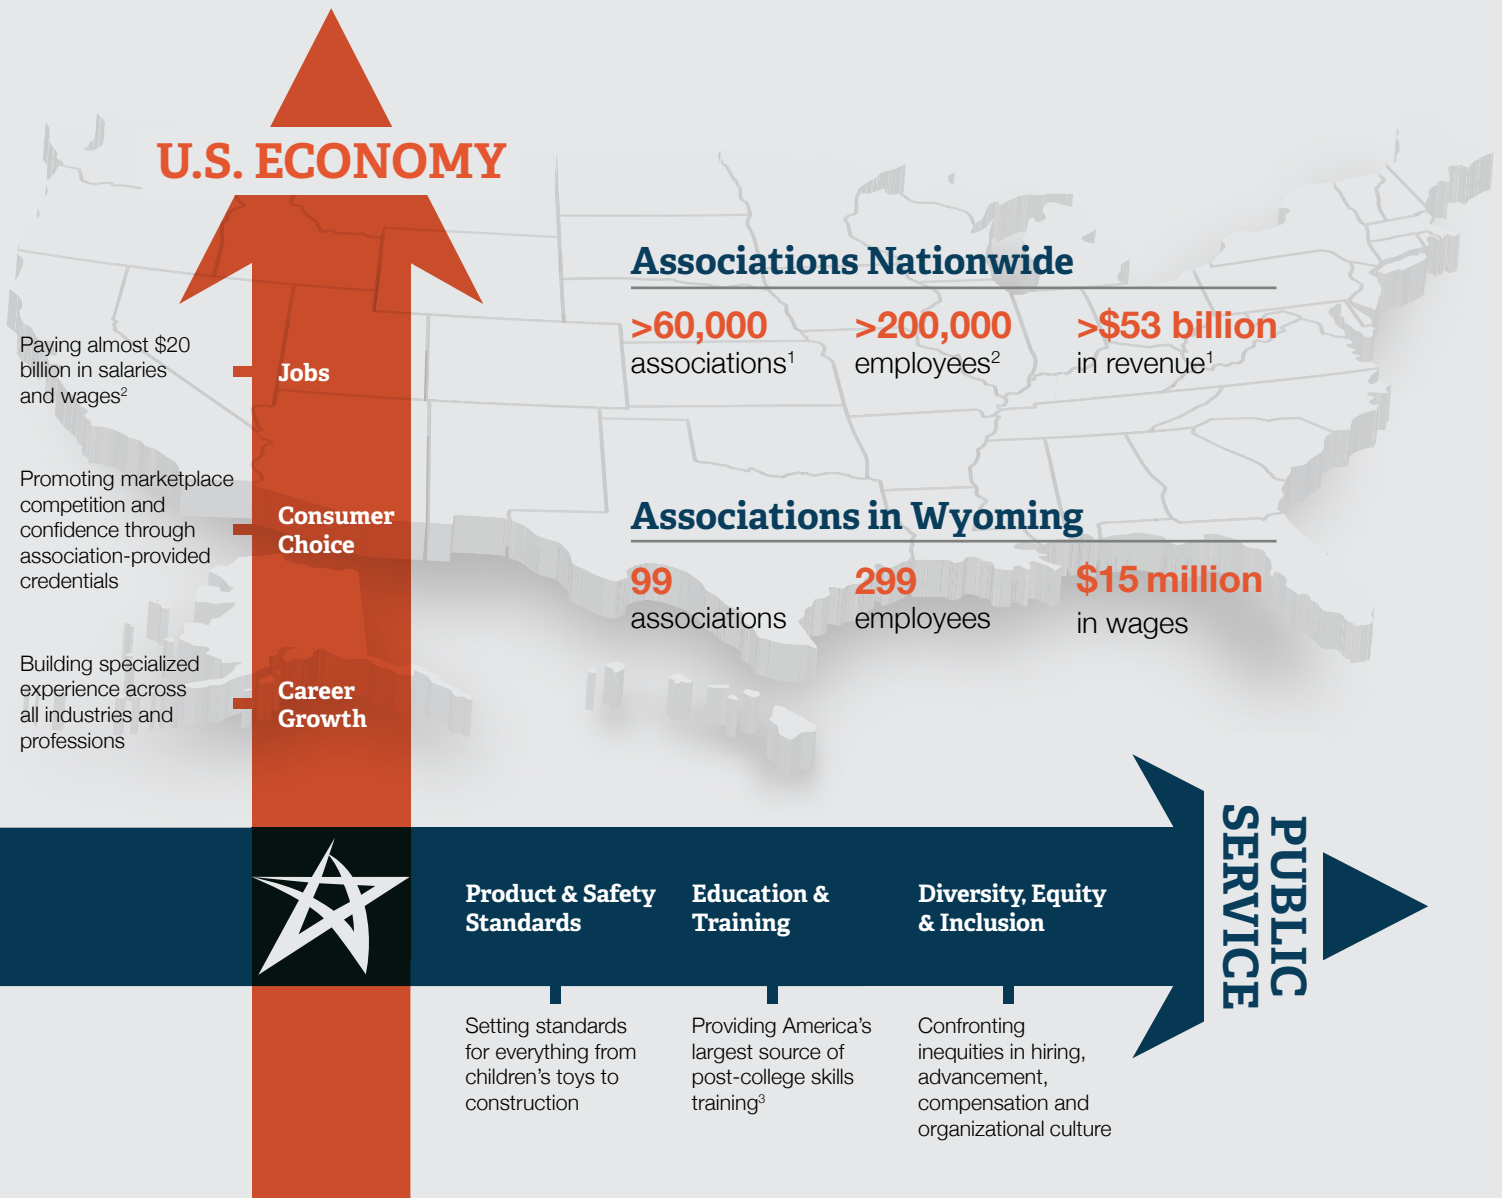 U.S. ECONOMY
Paying almost $20
billion in salaries
and wages²
Jobs
Promoting marketplace
competition and
confidence through
association-provided
credentials
Consumer
Choice
Building specialized
experience across
all industries and
professions
Career
Growth
Associations Nationwide
>60,000
associations¹
>200,000
employees²
>$53 billion
in revenue¹
Associations in Wyoming
99
associations
299
employees
$15 million
in wages
PUBLIC
SERVICE
Product & Safety
Standards
Setting standards
for everything from
children’s toys to
construction
Education &
Training
Providing America’s
largest source of
post-college skills
training³
Diversity, Equity
& Inclusion
Confronting
inequities in hiring,
advancement,
compensation and
organizational culture